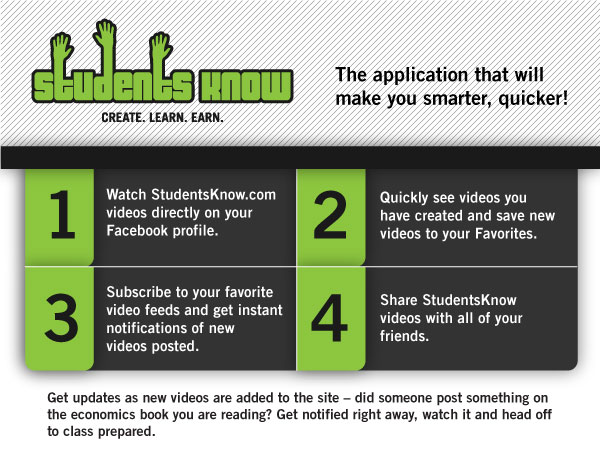 students know
CREATE. LEARN. EARN.
The application that will
make you smarter, quicker!
1
Watch StudentsKnow.com
videos directly on your
Facebook profile.
2
Quickly see videos you
have created and save new
videos to your Favorites.
3
Subscribe to your favorite
video feeds and get instant
notifications of new
videos posted.
4
Share StudentsKnow
videos with all of your
friends.
Get updates as new videos are added to the site – did someone post something on
the economics book you are reading? Get notified right away, watch it and head off
to class prepared.